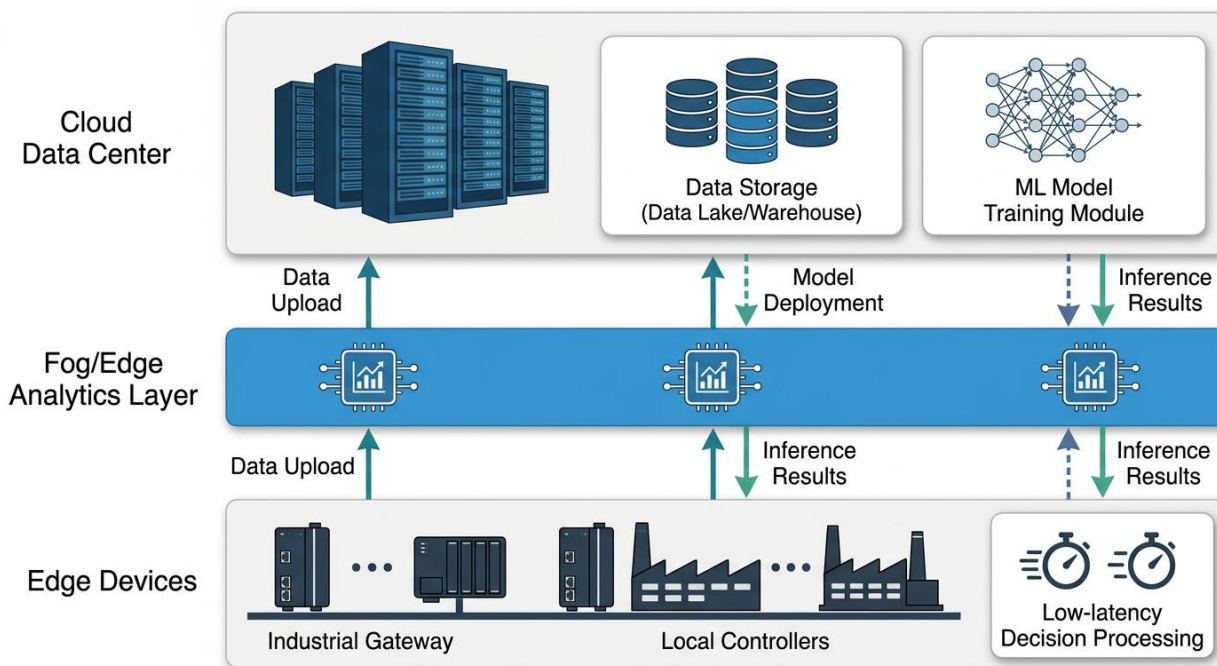 Cloud
Data Center
Data Storage
(Data Lake/Warehouse)
ML Model
Training Module
Data
Upload
Model
Deployment
Inference
Results
Fog/Edge
Analytics Layer
Data Upload
Inference
Results
Inference
Results
Edge Devices
Industrial Gateway
Local Controllers
Low-latency
Decision Processing